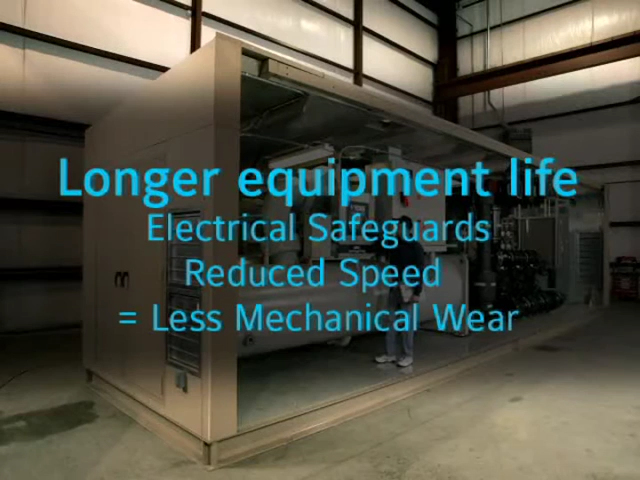 Longer equipment life
Electrical Safeguards
Reduced Speed
= Less Mechanical Wear